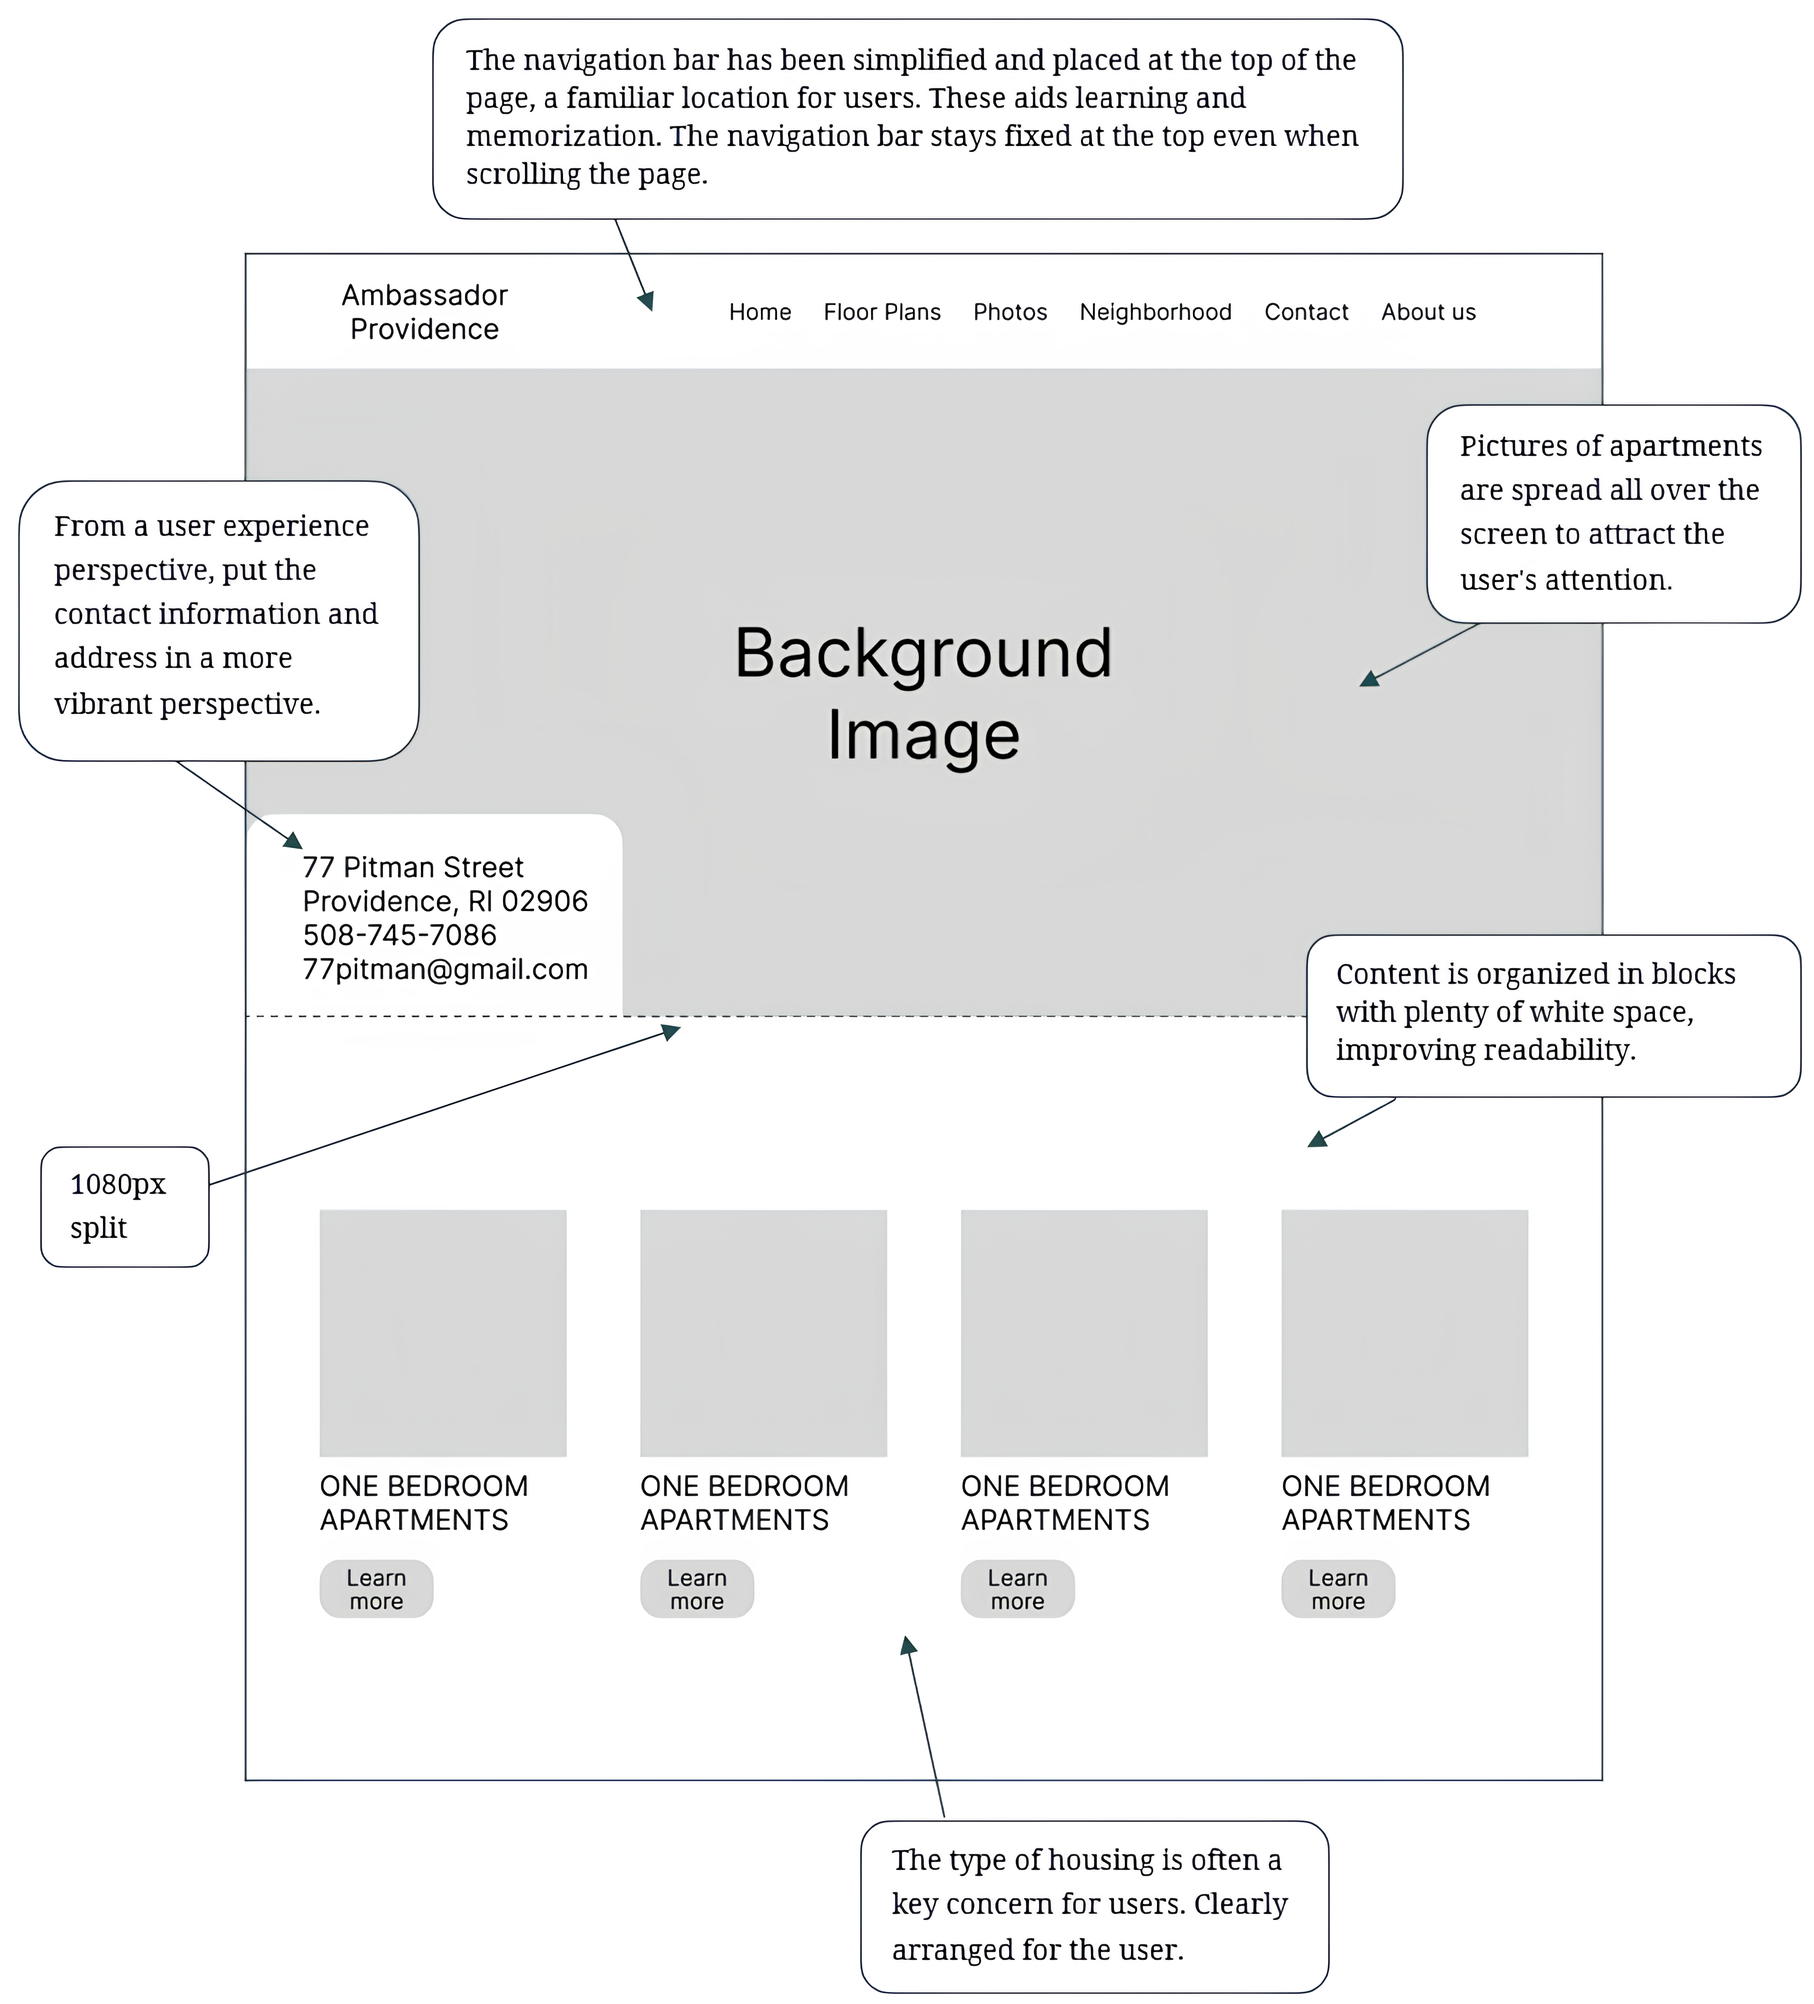 The navigation bar has been simplified and placed at the top of the
page, a familiar location for users. These aids learning and
memorization. The navigation bar stays fixed at the top even when
scrolling the page.
Ambassador
Providence
Home Floor Plans Photos Neighborhood Contact About us
Pictures of apartments
are spread all over the
screen to attract the
user's attention.
From a user experience
perspective, put the
contact information and
address in a more
vibrant perspective.
Background
Image
77 Pitman Street
Providence, RI 02906
508-745-7086
77pitman@gmail.com
Content is organized in blocks
with plenty of white space,
improving readability.
1080px
split
ONE BEDROOM
APARTMENTS
Learn
more
ONE BEDROOM
APARTMENTS
Learn
more
ONE BEDROOM
APARTMENTS
Learn
more
ONE BEDROOM
APARTMENTS
Learn
more
The type of housing is often a
key concern for users. Clearly
arranged for the user.